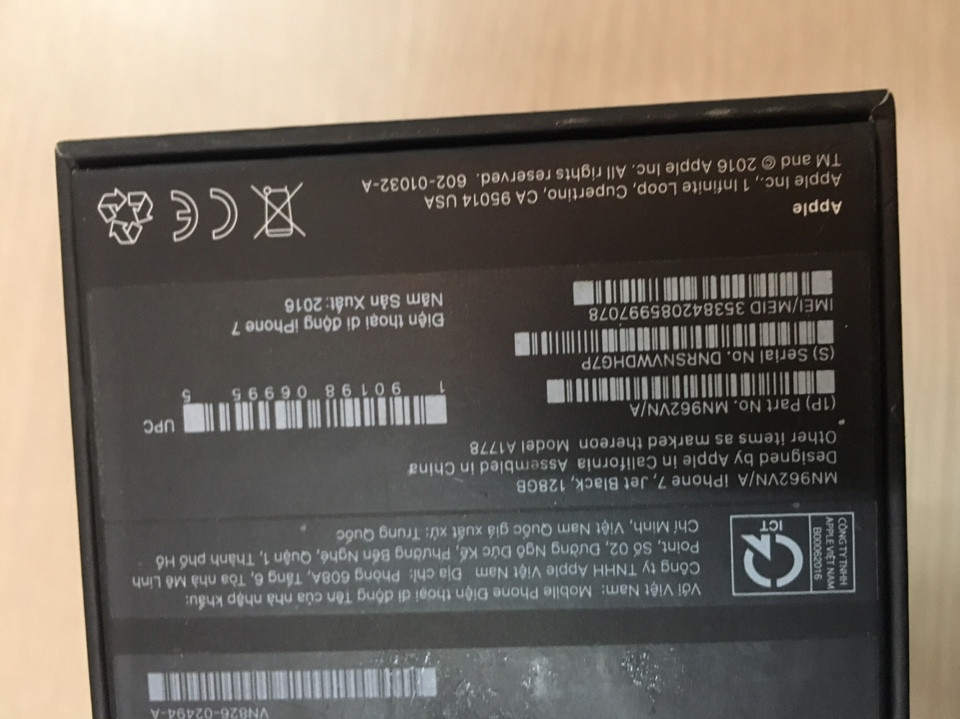 VN826-02494-A
Với Việt Nam: Mobile Phone Điện thoại di động Tên của nhà nhập khẩu:
Công ty TNHH Apple Việt Nam Địa chỉ: Phòng 608A, Tầng 6, Tòa nhà Mê Linh
Point, Số 02, Đường Ngô Đức Kế, Phường Bến Nghé, Quận 1, Thành phố Hồ
Chí Minh, Việt Nam Quốc giá xuất xứ: Trung Quốc
ICT
CÔNG TY TNHH
APPLE VIỆT NAM
B00062016
MN962VN/A iPhone 7, Jet Black, 128GB
Designed by Apple in California Assembled in China
Other items as marked thereon Model A1778
(1P) Part No. MN962VN/A
(S) Serial No. DNRSNVWDHG7P
IMEI/MEID 353842085997078
UPC
1 90198 06995 5
Điện thoại di động iPhone 7
Năm Sản Xuất: 2016
Apple
Apple Inc., 1 Infinite Loop, Cupertino, CA 95014 USA
TM and © 2016 Apple Inc. All rights reserved. 602-01032-A
CE